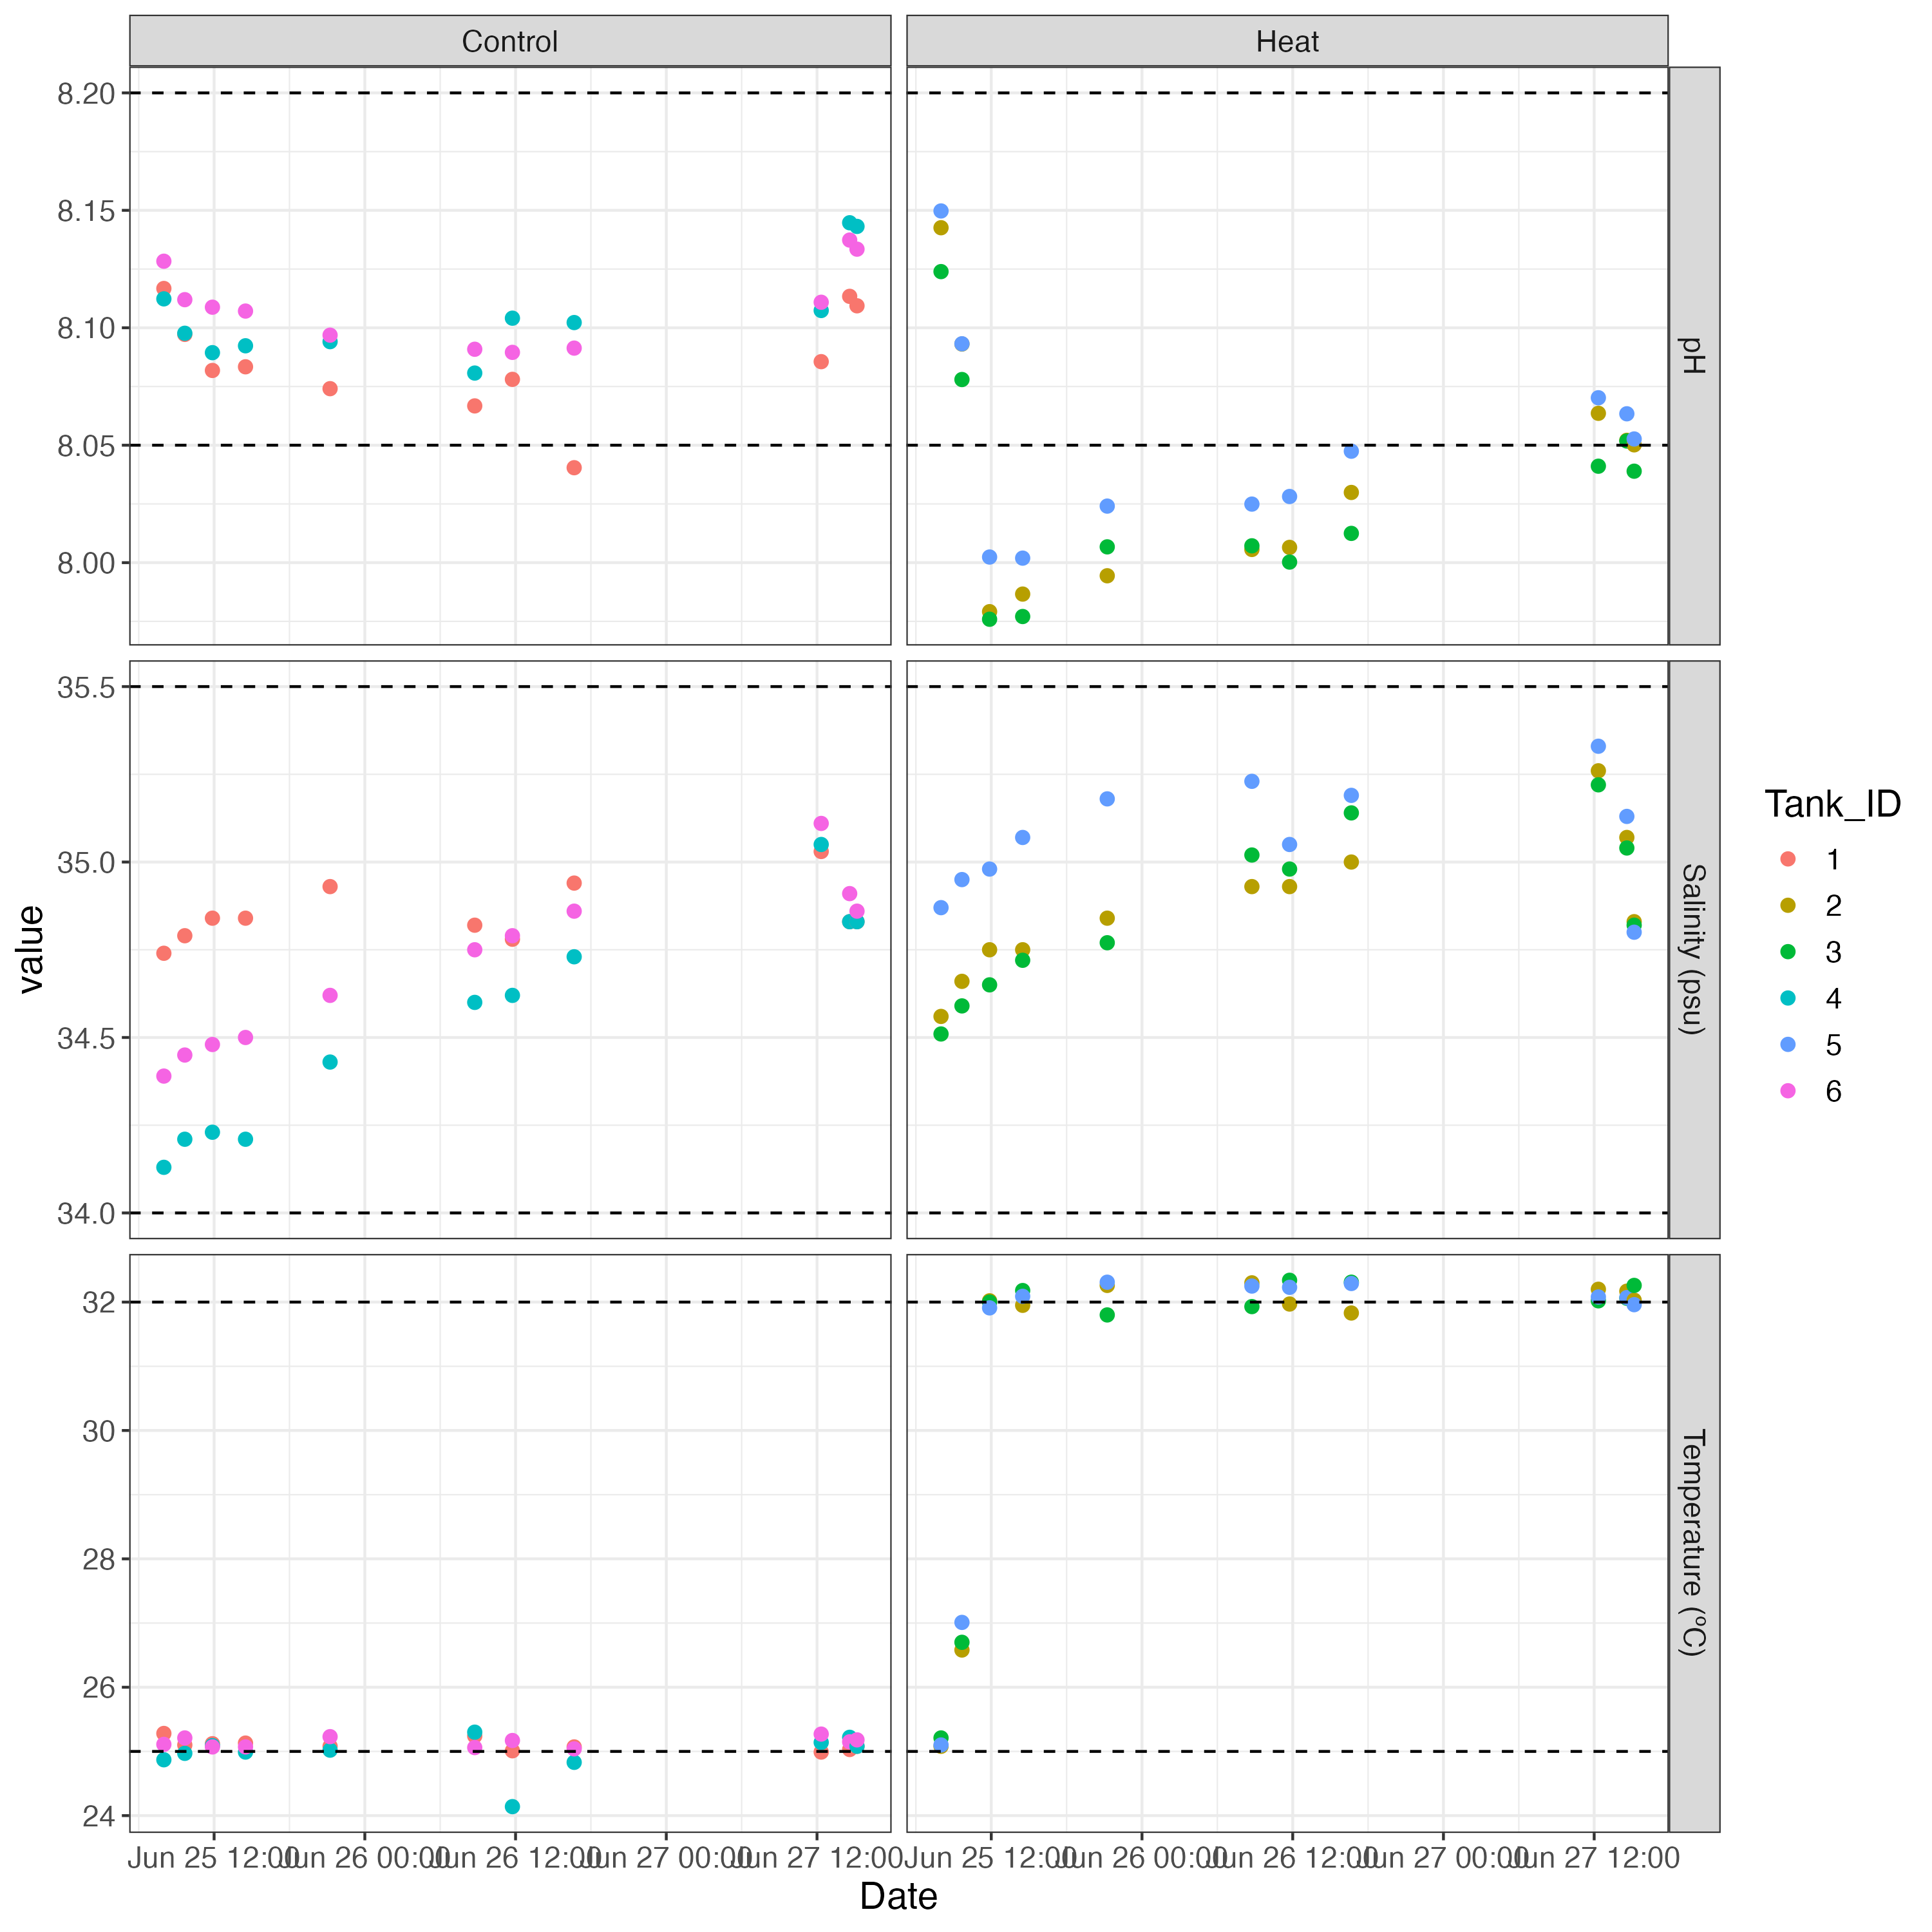 Control
Heat
8.20
8.15
8.10
8.05
8.00
pH
35.5
35.0
34.5
34.0
Salinity (psu)
32
30
28
26
24
Temperature (ºC)
value
Jun 25 12:00 Jun 26 00:00 Jun 26 12:00 Jun 27 00:00 Jun 27 12:00
Jun 25 12:00 Jun 26 00:00 Jun 26 12:00 Jun 27 00:00 Jun 27 12:00
Date
Tank_ID
1
2
3
4
5
6